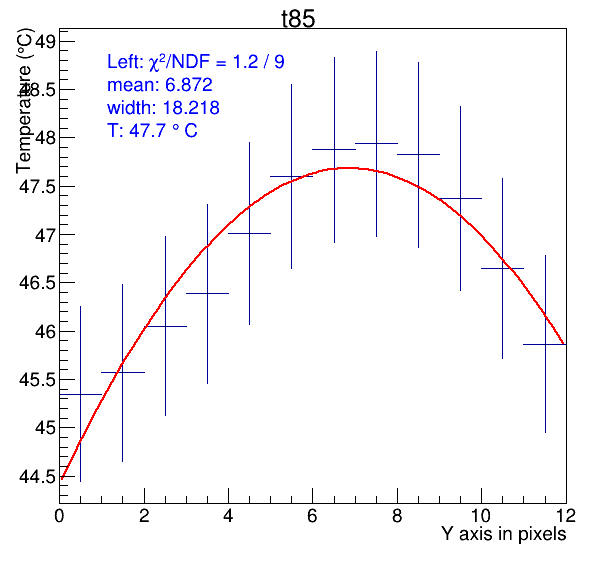 t85
Temperature (°C)
Left: χ²/NDF = 1.2 / 9
mean: 6.872
width: 18.218
T: 47.7 ° C
49
48.5
48
47.5
47
46.5
46
45.5
45
44.5
0 2 4 6 8 10 12
Y axis in pixels